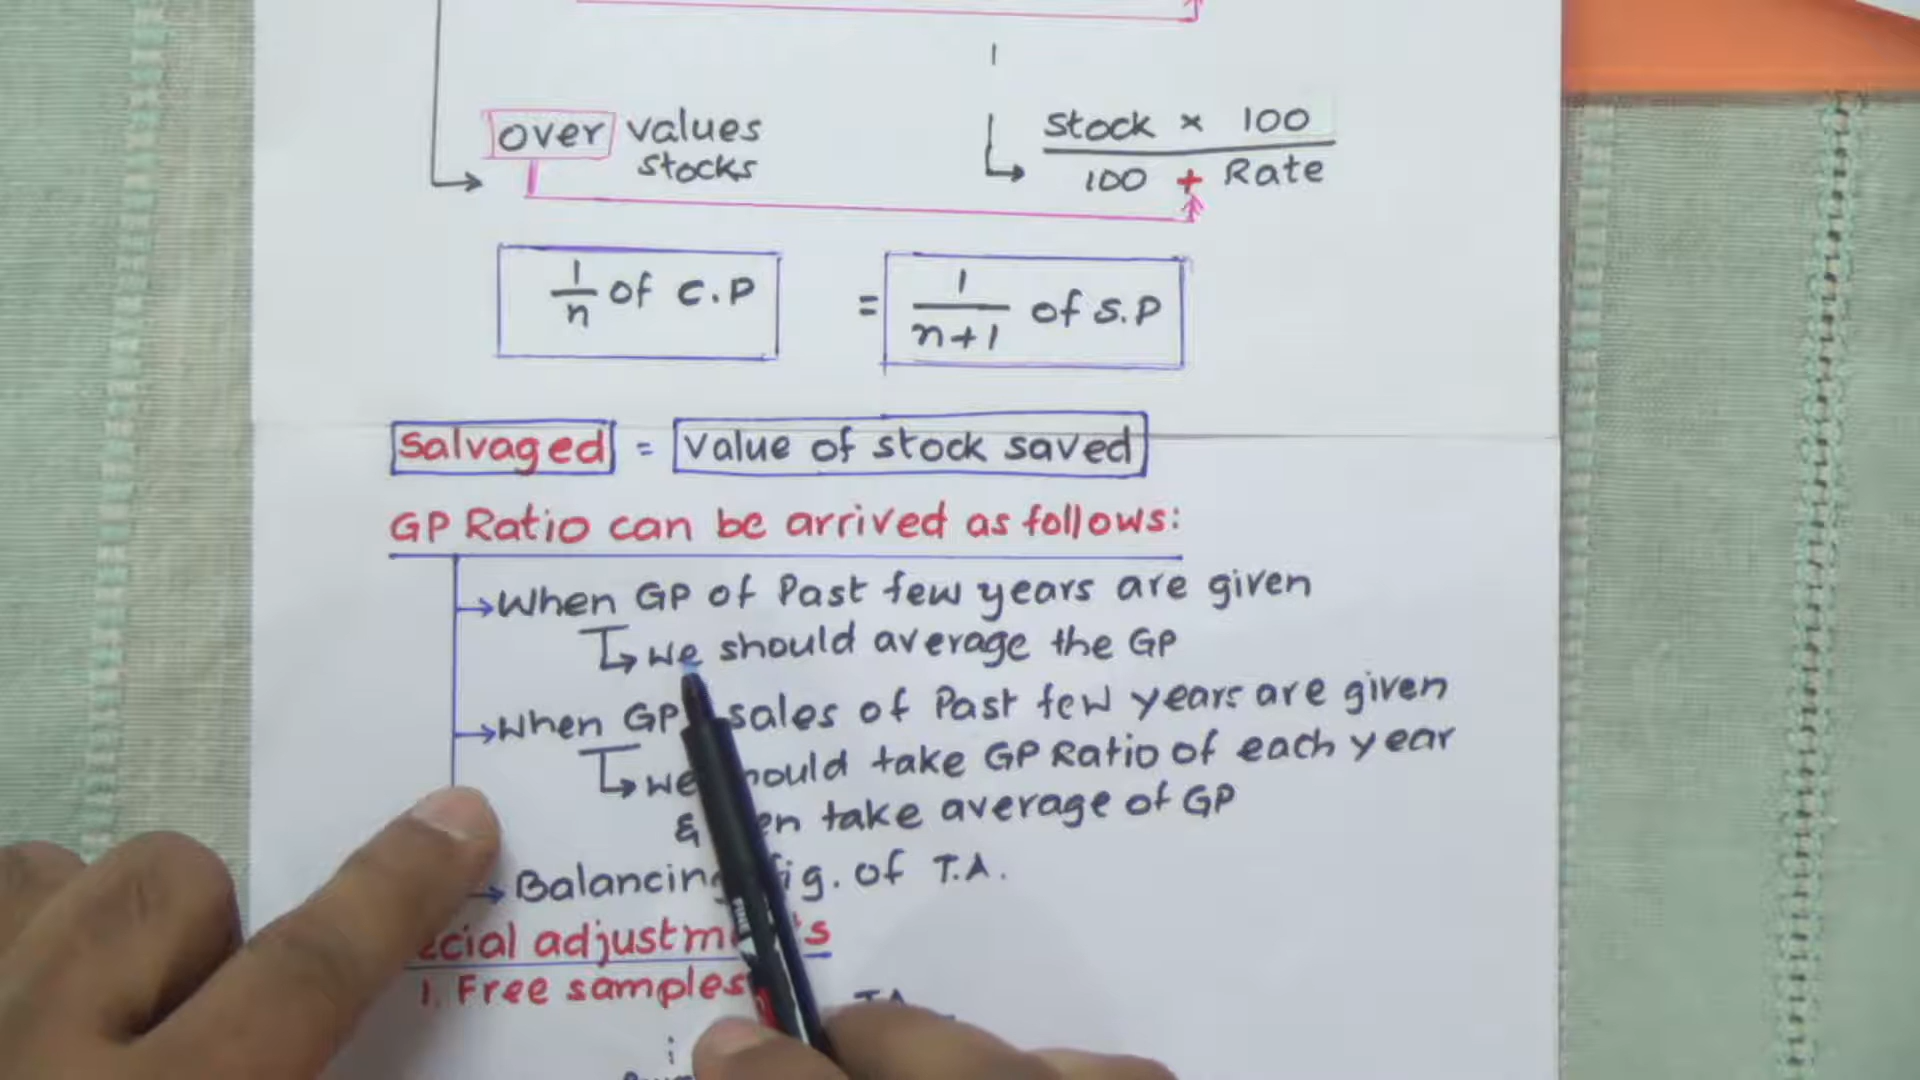 over values
stocks
stock × 100
100 + Rate
1/n of C.P = 1/n+1 of S.P
Salvaged = Value of stock saved
GP Ratio can be arrived as follows:
When GP of Past few years are given
we should average the GP
When GP sales of Past few years are given
we should take GP Ratio of each year
& take average of GP
Balancing fig. of T.A.
1. Free samples